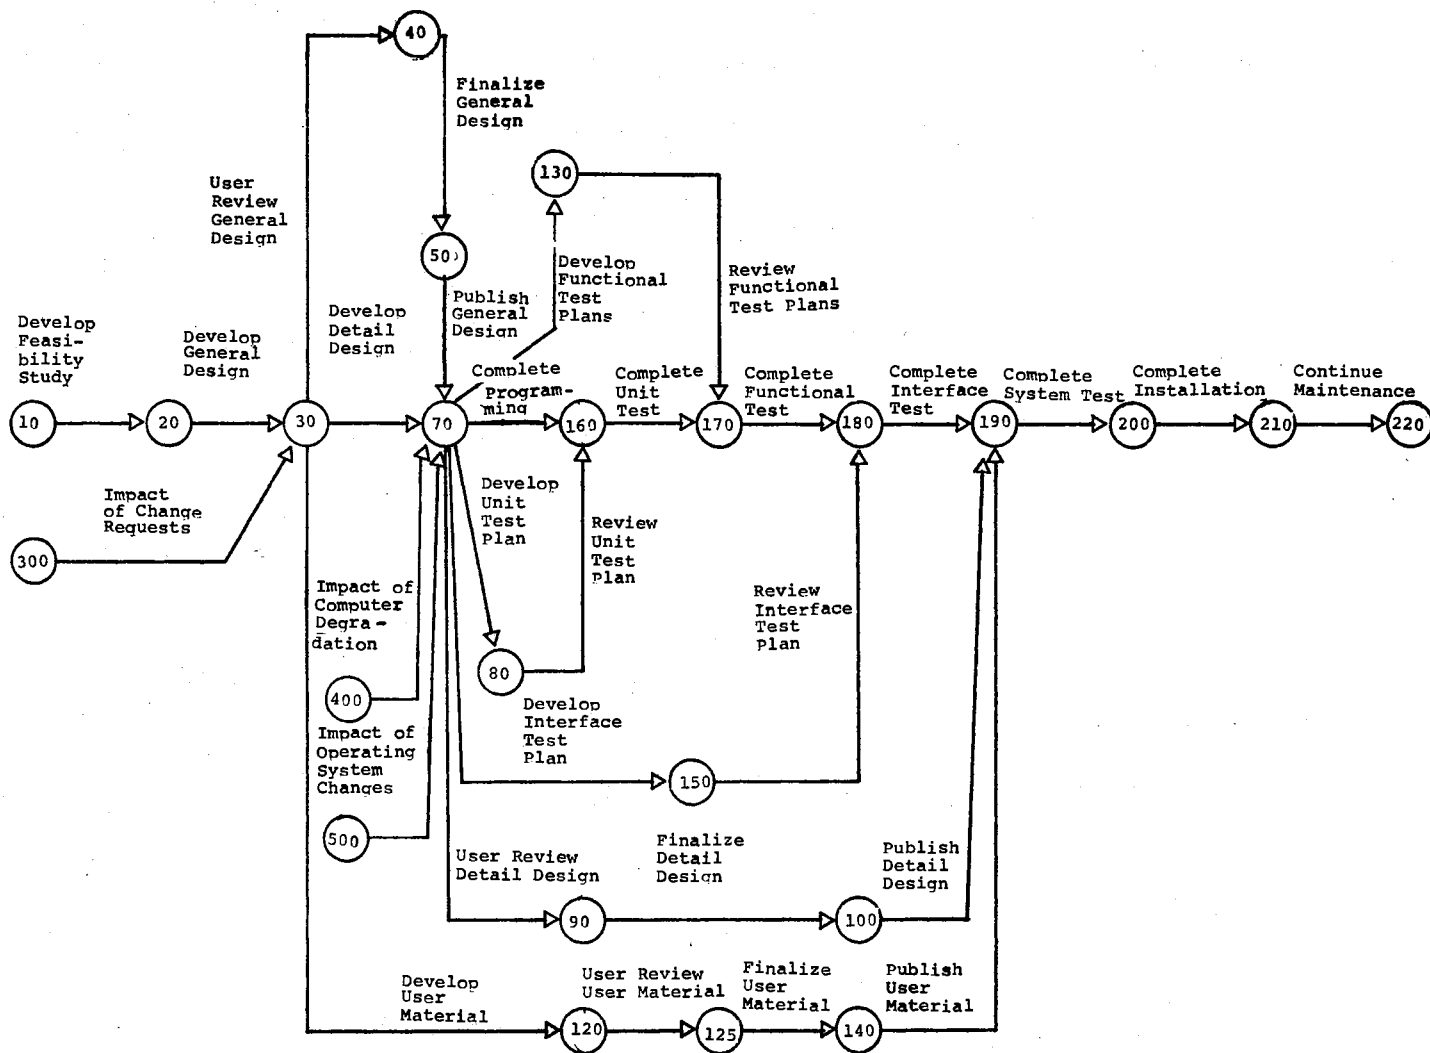 40
Finalize
General
Design
130
User
Review
General
Design
50
Develop
Functional
Test
Plans
Review
Functional
Test Plans
Publish
General
Design
Develop
Detail
Design
Develop
Feasi-
bility
Study
Develop
General
Design
Complete
Program-
ming
Complete
Unit
Test
Complete
Functional
Test
Complete
Interface
Test
Complete
System Test
Complete
Installation
Continue
Maintenance
10
20
30
70
160
170
180
190
200
210
220
Impact
of Change
Requests
300
Develop
Unit
Test
Plan
Review
Unit
Test
Plan
Impact of
Computer
Degra-
dation
Review
Interface
Test
Plan
80
400
Develop
Interface
Test
Plan
Impact of
Operating
System
Changes
150
500
User Review
Detail Design
Finalize
Detail
Design
Publish
Detail
Design
90
100
Develop
User
Material
User Review
User Material
Finalize
User
Material
Publish
User
Material
120
125
140